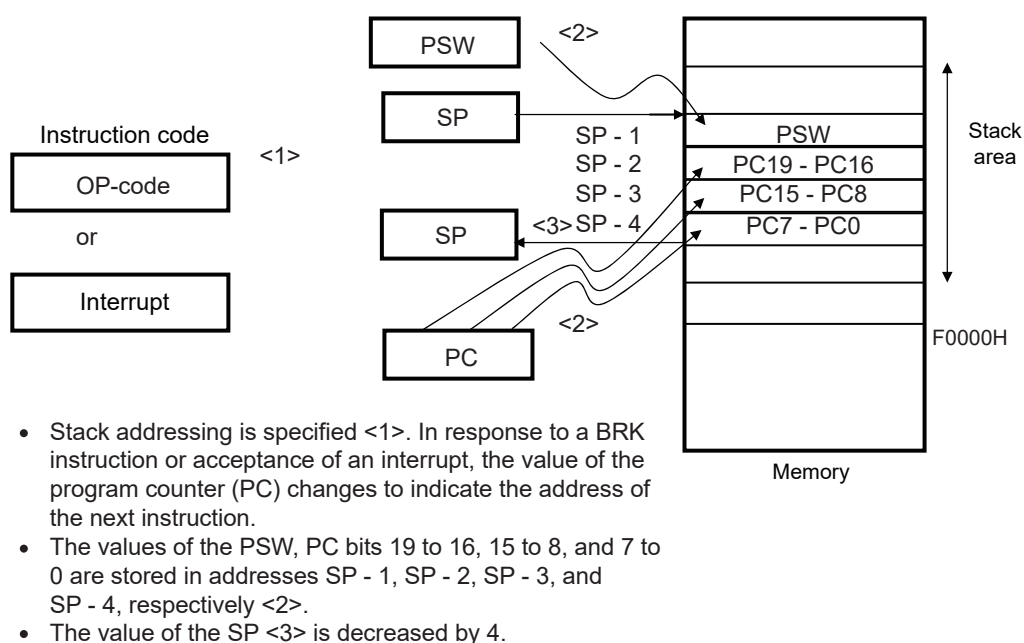 PSW
<2>
SP
Instruction code
OP-code
<1>
or
Interrupt
SP - 1
SP - 2
SP - 3
<3> SP - 4
SP
PC
<2>
PSW
PC19 - PC16
PC15 - PC8
PC7 - PC0
Stack
area
F0000H
Memory
• Stack addressing is specified <1>. In response to a BRK
instruction or acceptance of an interrupt, the value of the
program counter (PC) changes to indicate the address of
the next instruction.
• The values of the PSW, PC bits 19 to 16, 15 to 8, and 7 to
0 are stored in addresses SP - 1, SP - 2, SP - 3, and
SP - 4, respectively <2>.
• The value of the SP <3> is decreased by 4.